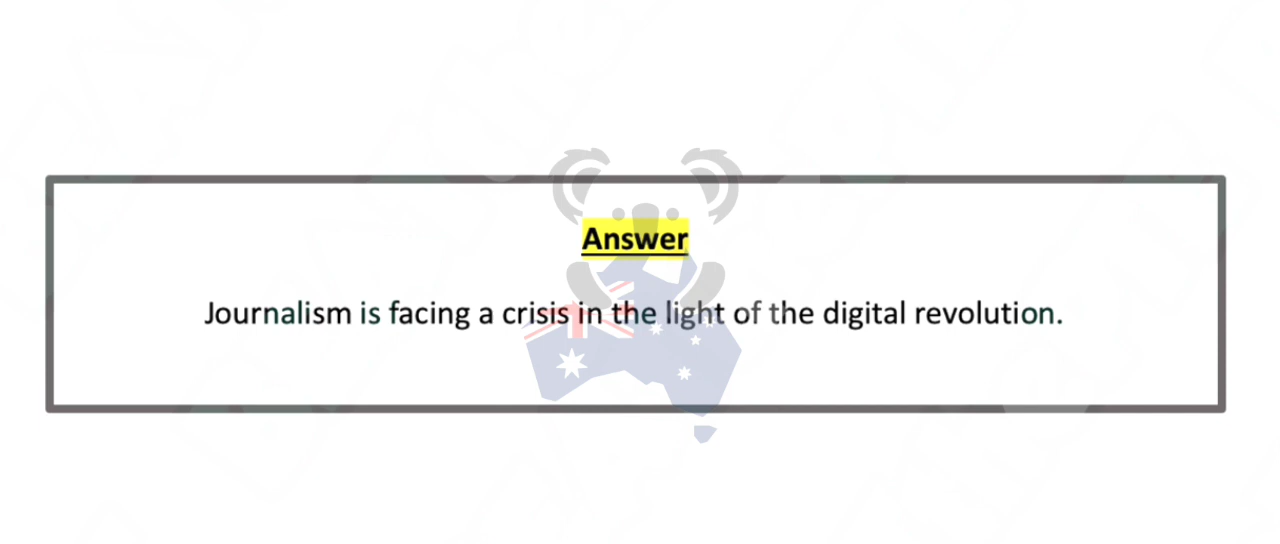 Answer
Journalism is facing a crisis in the light of the digital revolution.